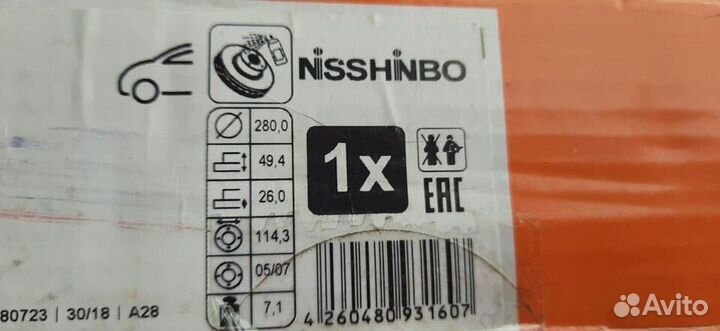 NiSSHiNBO
280,0
49,4
1x
26,0
EAC
114,3
05/07
7,1
80723 | 30/18 | A28
4 260480 931607
Avito